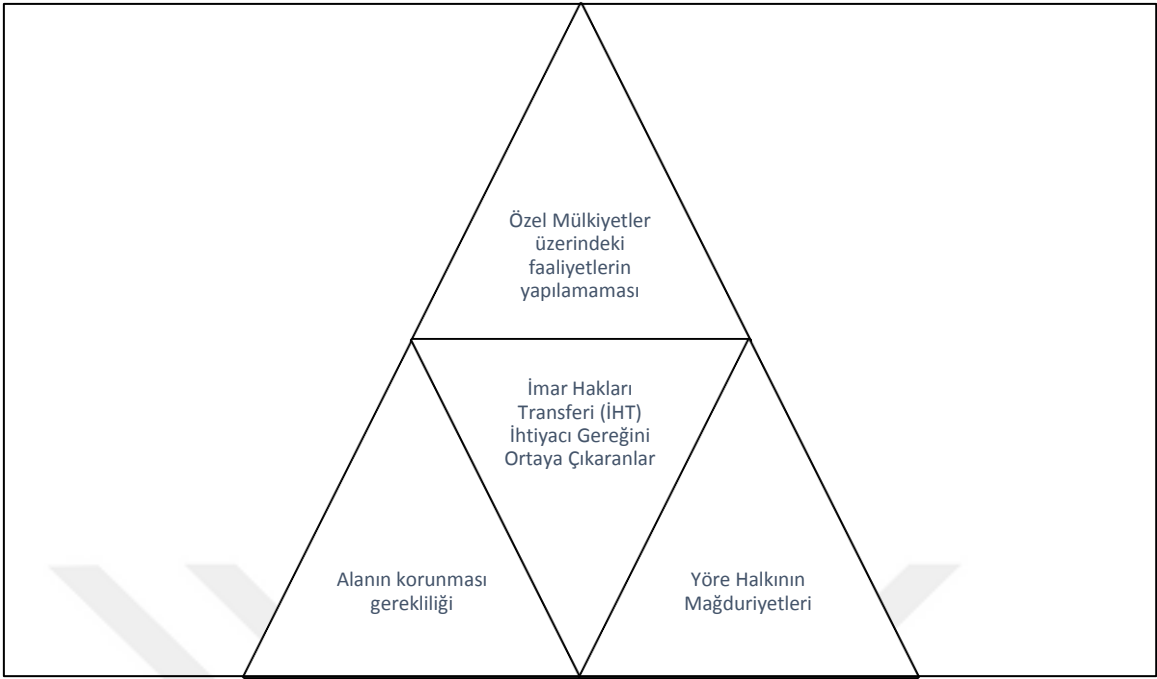 Özel Mülkiyetler
üzerindeki
faaliyetlerin
yapılamaması
İmar Hakları
Transferi (İHT)
İhtiyacı Gereğini
Ortaya Çıkaranlar
Alanın korunması
gerekliliği
Yöre Halkının
Mağduriyetleri